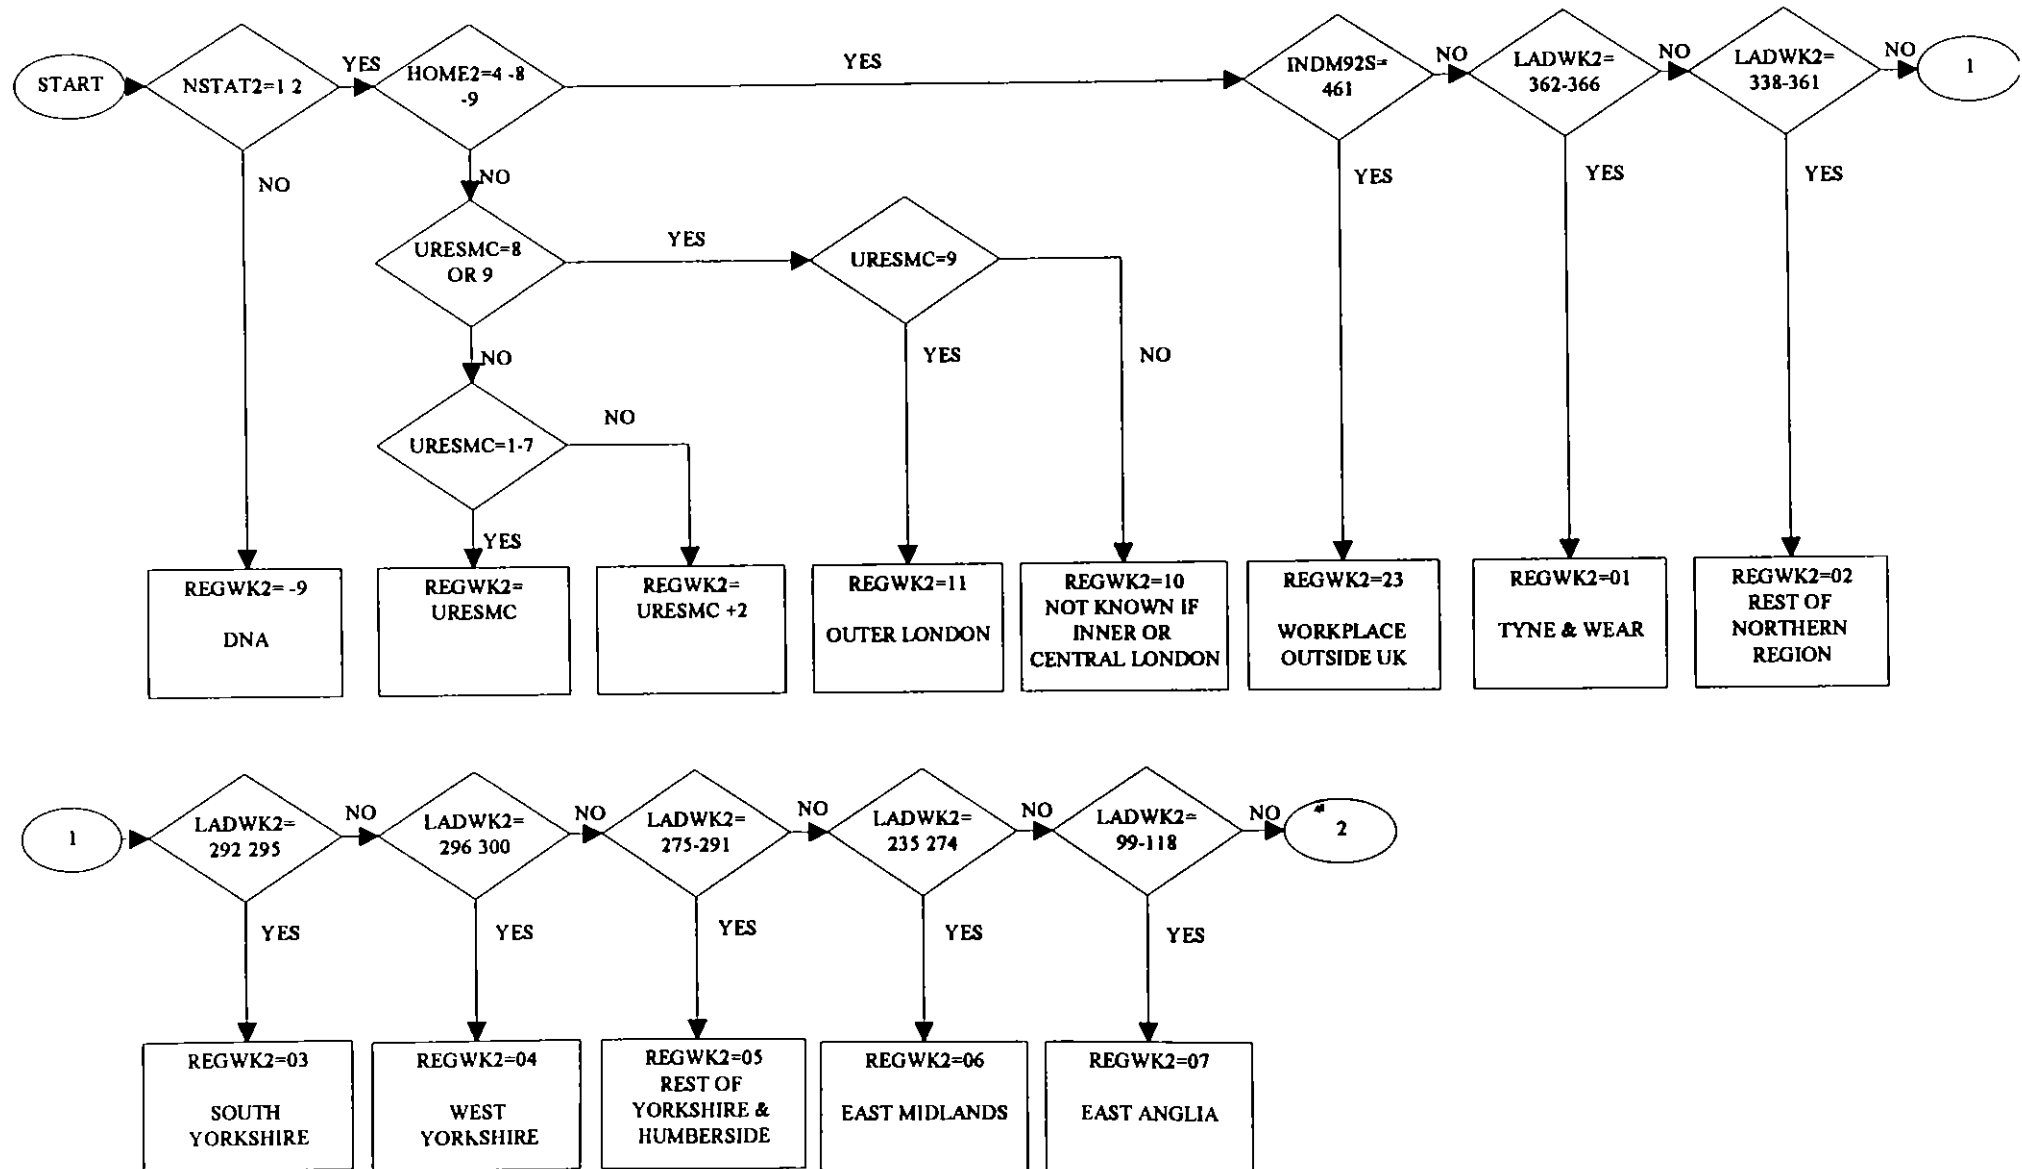 START
NSTAT2=1 2
YES
HOME2=4 -8
-9
YES
INDM92S=
461
NO
LADWK2=
362-366
NO
LADWK2=
338-361
NO
1
NO
NO
YES
YES
YES
URESMC=8
OR 9
YES
URESMC=9
NO
YES
NO
URESMC=1-7
NO
YES
REGWK2= -9
DNA
REGWK2=
URESMC
REGWK2=
URESMC +2
REGWK2=11
OUTER LONDON
REGWK2=10
NOT KNOWN IF
INNER OR
CENTRAL LONDON
REGWK2=23
WORKPLACE
OUTSIDE UK
REGWK2=01
TYNE & WEAR
REGWK2=02
REST OF
NORTHERN
REGION
1
LADWK2=
292 295
NO
LADWK2=
296 300
NO
LADWK2=
275-291
NO
LADWK2=
235 274
NO
LADWK2=
99-118
NO
2
YES
YES
YES
YES
YES
REGWK2=03
SOUTH
YORKSHIRE
REGWK2=04
WEST
YORKSHIRE
REGWK2=05
REST OF
YORKSHIRE &
HUMBERSIDE
REGWK2=06
EAST MIDLANDS
REGWK2=07
EAST ANGLIA